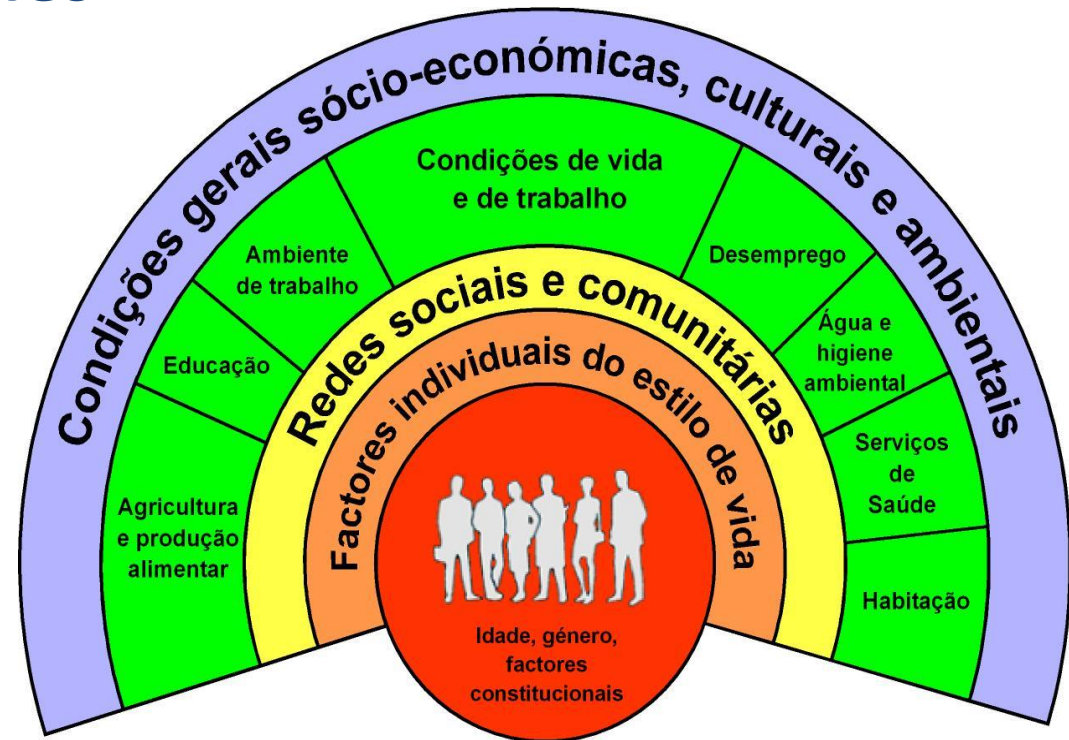 Condições gerais sócio-económicas, culturais e ambientais
Condições de vida
e de trabalho
Ambiente
de trabalho
Desemprego
Educação
Água e
higiene
ambiental
Agricultura
e produção
alimentar
Serviços
de
Saúde
Habitação
Redes sociais e comunitárias
Factores individuais do estilo de vida
Idade, género,
factores
constitucionais